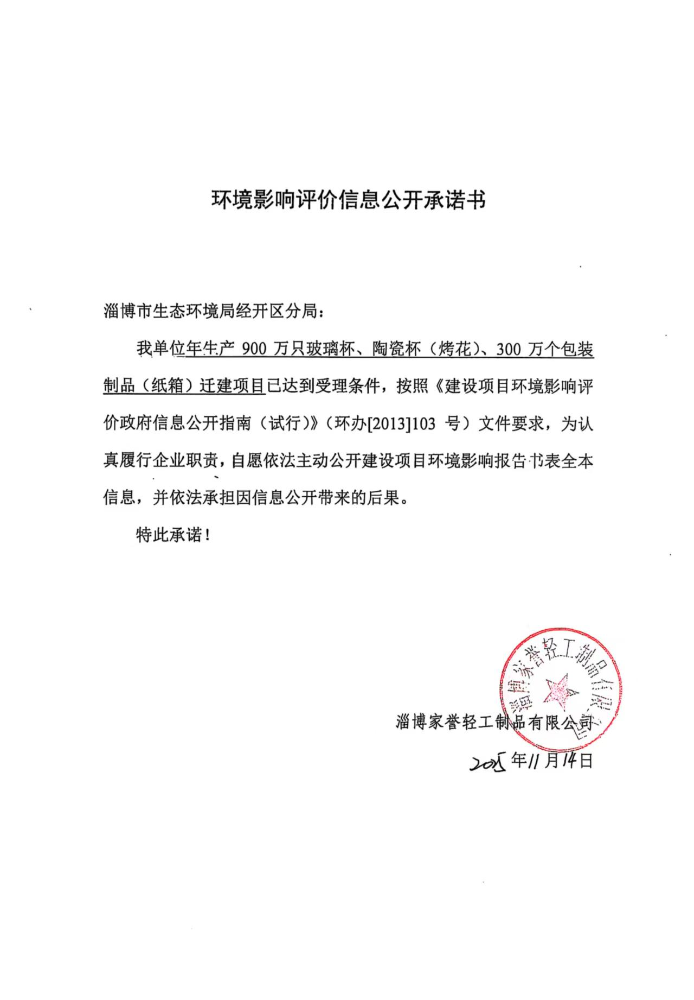 环境影响评价信息公开承诺书
淄博市生态环境局经开区分局：
我单位年生产 900 万只玻璃杯、陶瓷杯（烤花）、300 万个包装
制品（纸箱）迁建项目已达到受理条件，按照《建设项目环境影响评
价政府信息公开指南（试行）》（环办[2013]103 号）文件要求，为认
真履行企业职责，自愿依法主动公开建设项目环境影响报告书表全本
信息，并依法承担因信息公开带来的后果。
特此承诺！
淄博家誉轻工制品有限公司
淄博家誉轻工制品有限公司
2025年11月14日